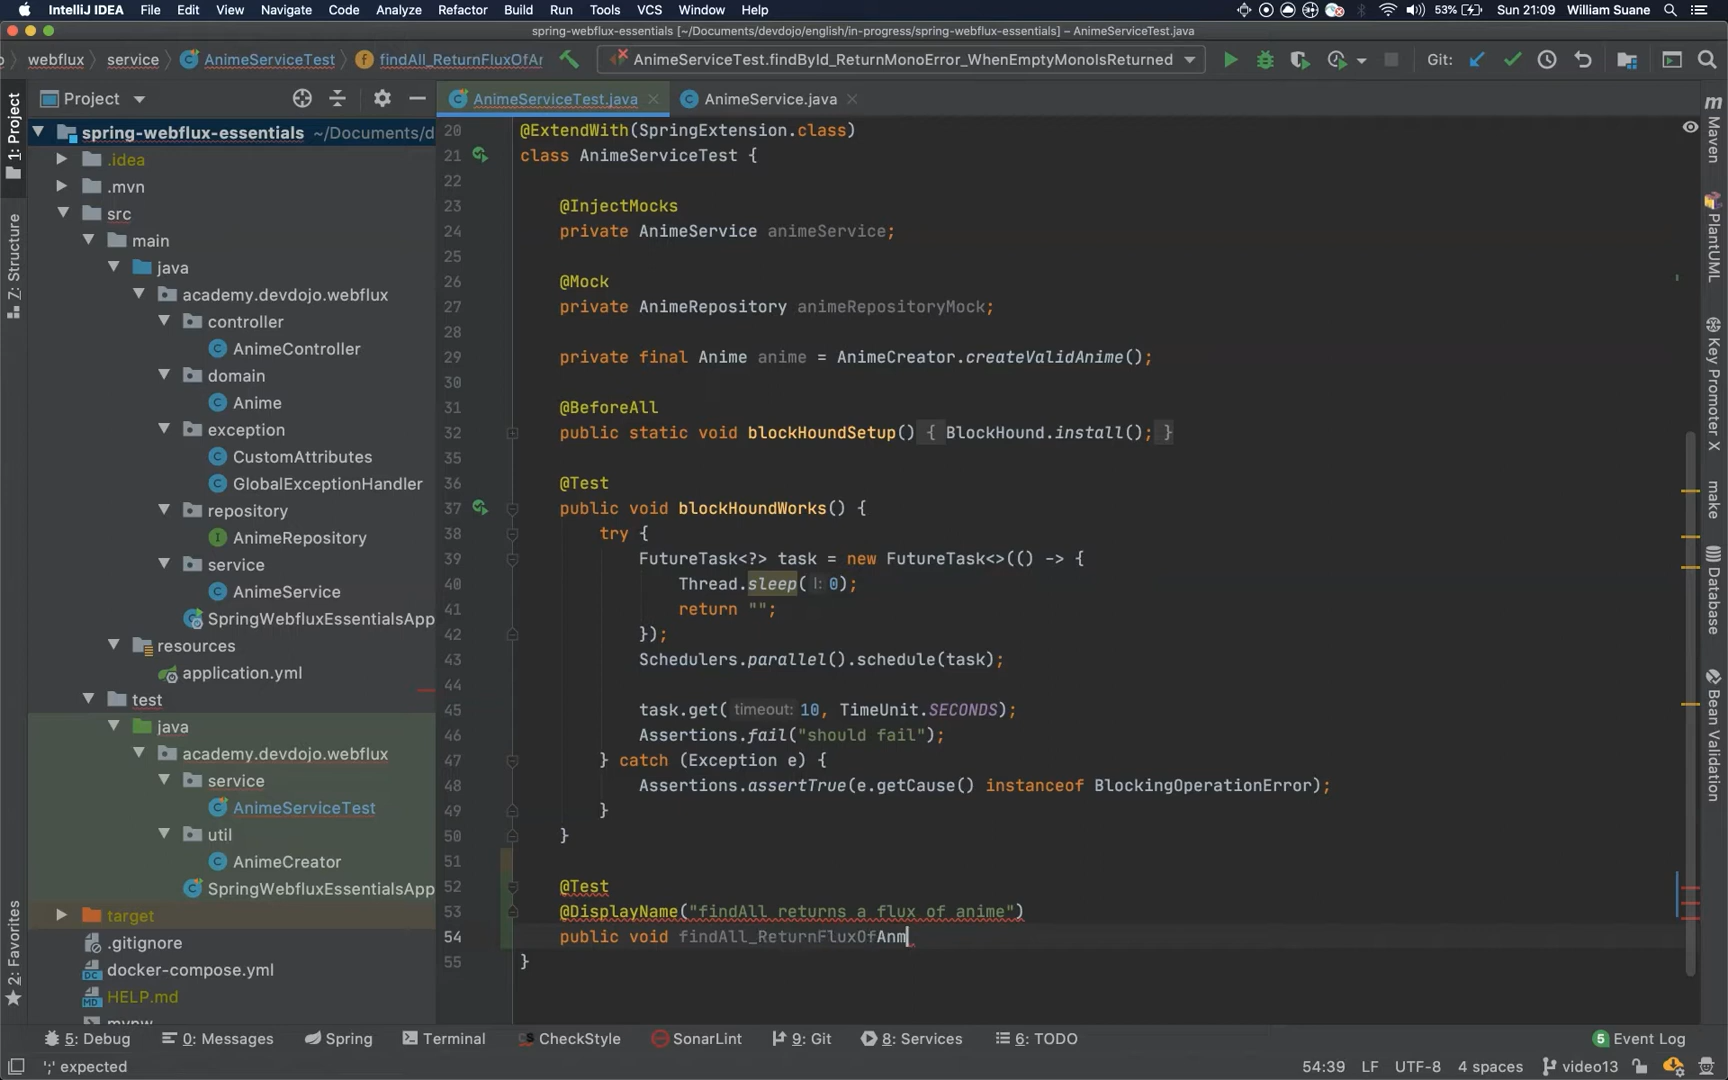 IntelliJ IDEA File Edit View Navigate Code Analyze Refactor Build Run Tools VCS Window Help 53% Sun 21:09 William Suane
spring-webflux-essentials [~/Documents/devdojo/english/in-progress/spring-webflux-essentials] – AnimeServiceTest.java
webflux service AnimeServiceTest findAll_ReturnFluxOfAr AnimeServiceTest.findById_ReturnMonoError_WhenEmptyMonoIsReturned Git:
Project AnimeServiceTest.java AnimeService.java
1: Project
Z: Structure
2: Favorites
spring-webflux-essentials ~/Documents/d
.idea
.mvn
src
main
java
academy.devdojo.webflux
controller
AnimeController
domain
Anime
exception
CustomAttributes
GlobalExceptionHandler
repository
AnimeRepository
service
AnimeService
SpringWebfluxEssentialsApp
resources
application.yml
test
java
academy.devdojo.webflux
service
AnimeServiceTest
util
AnimeCreator
SpringWebfluxEssentialsApp
target
.gitignore
docker-compose.yml
HELP.md
mvnw
20 @ExtendWith(SpringExtension.class)
21 class AnimeServiceTest {
22
23 @InjectMocks
24 private AnimeService animeService;
25
26 @Mock
27 private AnimeRepository animeRepositoryMock;
28
29 private final Anime anime = AnimeCreator.createValidAnime();
30
31 @BeforeAll
32 public static void blockHoundSetup() { BlockHound.install(); }
35
36 @Test
37 public void blockHoundWorks() {
38 try {
39 FutureTask<?> task = new FutureTask<>(() -> {
40 Thread.sleep( l: 0);
41 return "";
42 });
43 Schedulers.parallel().schedule(task);
44
45 task.get( timeout: 10, TimeUnit.SECONDS);
46 Assertions.fail("should fail");
47 } catch (Exception e) {
48 Assertions.assertTrue(e.getCause() instanceof BlockingOperationError);
49 }
50 }
51
52 @Test
53 @DisplayName("findAll returns a flux of anime")
54 public void findAll_ReturnFluxOfAnm
55 }
m Maven
PlantUML
Key Promoter X
make
Database
Bean Validation
5: Debug 0: Messages Spring Terminal CS CheckStyle SonarLint 9: Git 8: Services 6: TODO 5 Event Log
';' expected 54:39 LF UTF-8 4 spaces video13